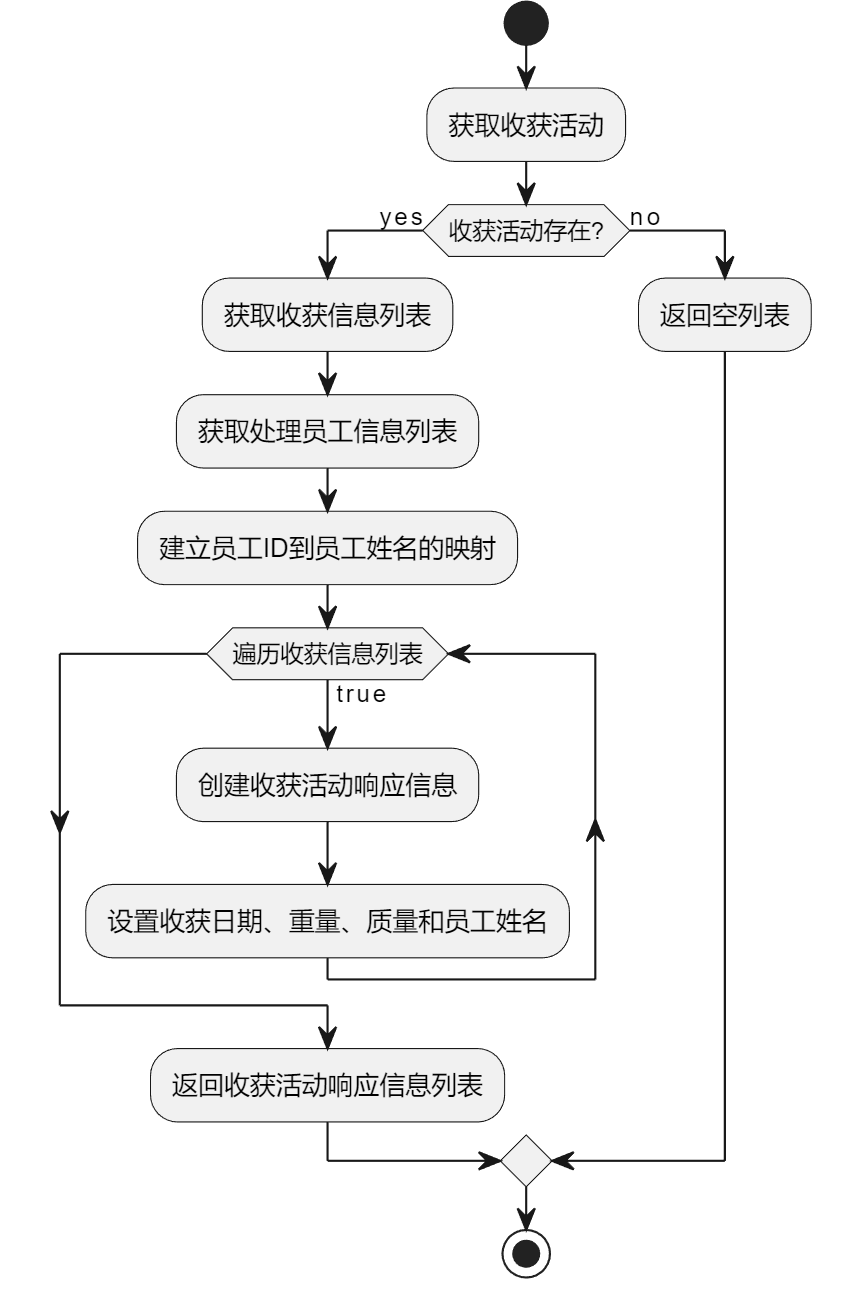 获取收获活动
yes
收获活动存在?
no
获取收获信息列表
返回空列表
获取处理员工信息列表
建立员工ID到员工姓名的映射
遍历收获信息列表
true
创建收获活动响应信息
设置收获日期、重量、质量和员工姓名
返回收获活动响应信息列表